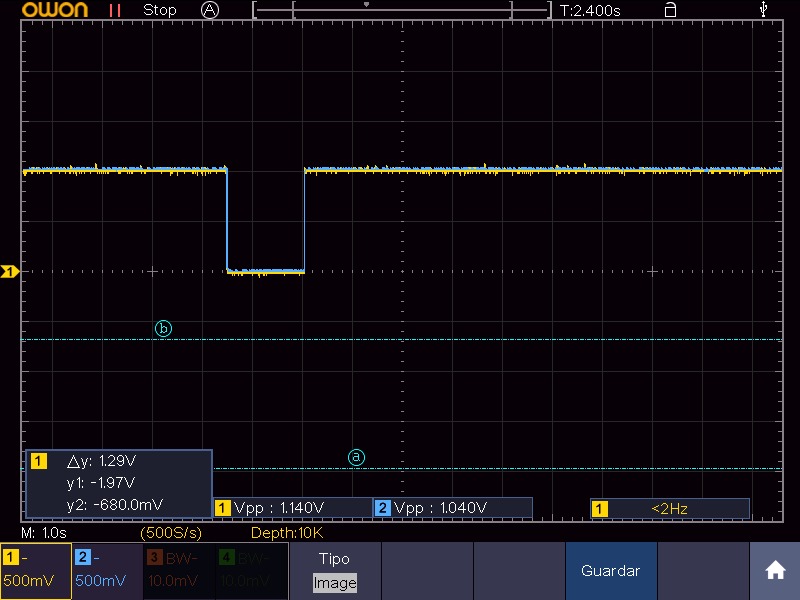 owon Stop A T:2.400s
1
b
a
1 Δy: 1.29V
y1: -1.97V
y2: -680.0mV
1 Vpp : 1.140V 2 Vpp : 1.040V 1 <2Hz
M: 1.0s (500S/s) Depth:10K
1 - 2 - 3 BW- 4 BW- Tipo
500mV 500mV 10.0mV 10.0mV Image Guardar